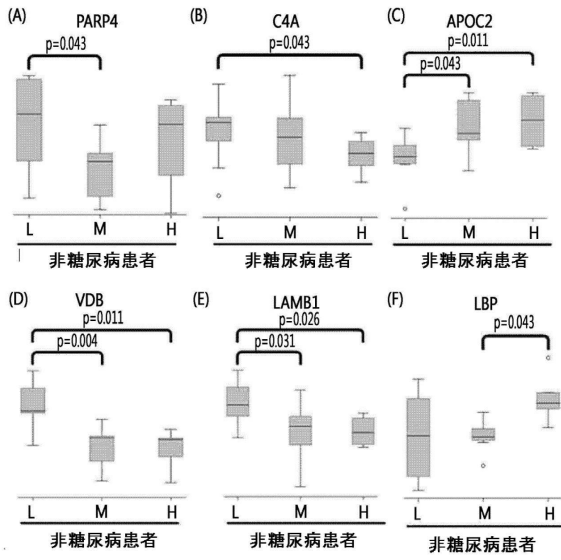 (A) PARP4
p=0.043
L M H
非糖尿病患者
(B) C4A
p=0.043
L M H
非糖尿病患者
(C) APOC2
p=0.011
p=0.043
L M H
非糖尿病患者
(D) VDB
p=0.011
p=0.004
L M H
非糖尿病患者
(E) LAMB1
p=0.026
p=0.031
L M H
非糖尿病患者
(F) LBP
p=0.043
L M H
非糖尿病患者